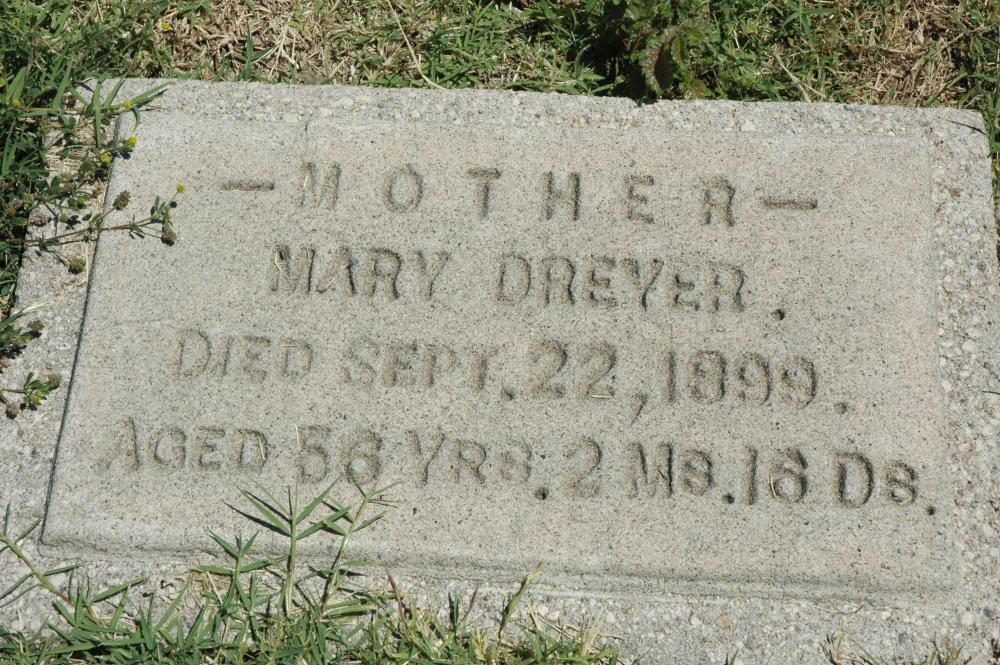 — MOTHER —
MARY DREYER.
DIED SEPT. 22, 1899.
AGED 56 YRS. 2 MS. 16 DS.